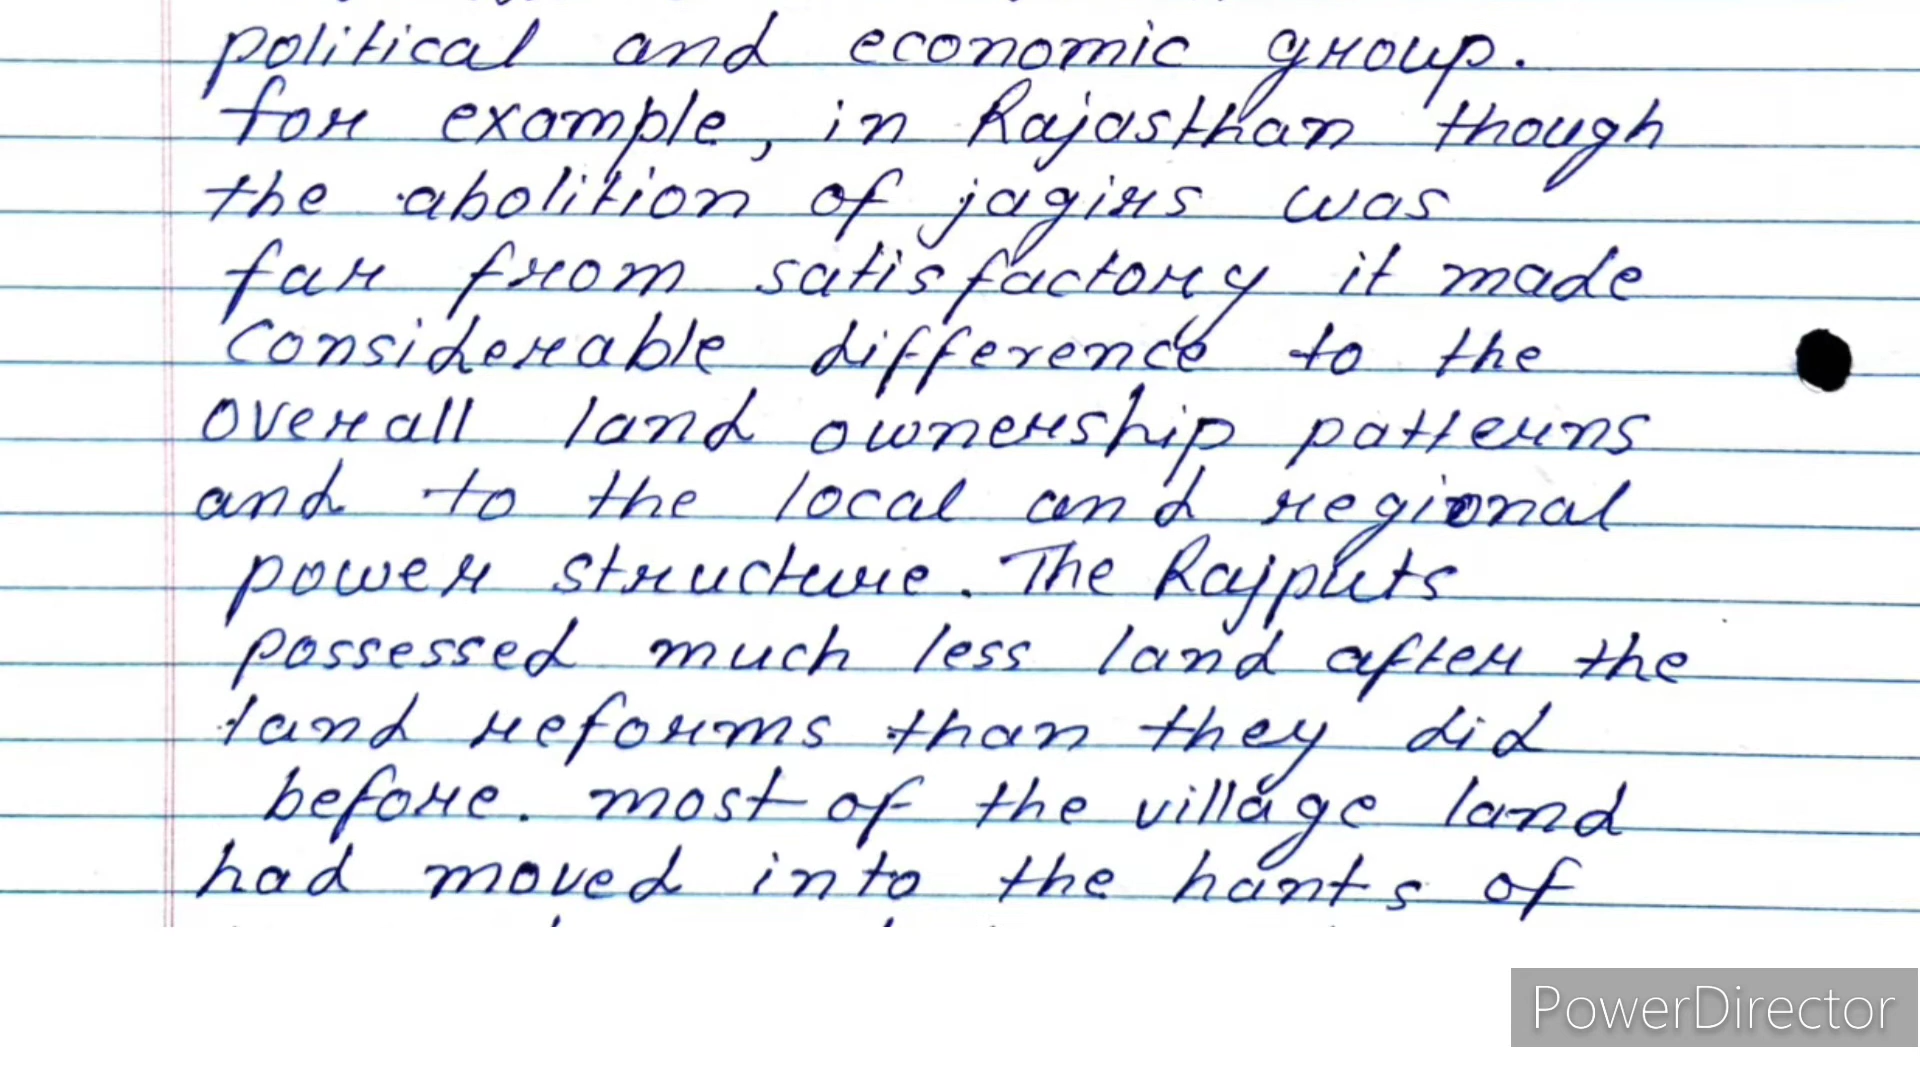 political and economic group.
for example, in Rajasthan though
the abolition of jagirs was
far from satisfactory it made
Considerable difference to the
overall land ownership patterns
and to the local and regional
power structure. The Rajputs
possessed much less land after the
land reforms than they did
before. most of the village land
had moved into the hants of
PowerDirector